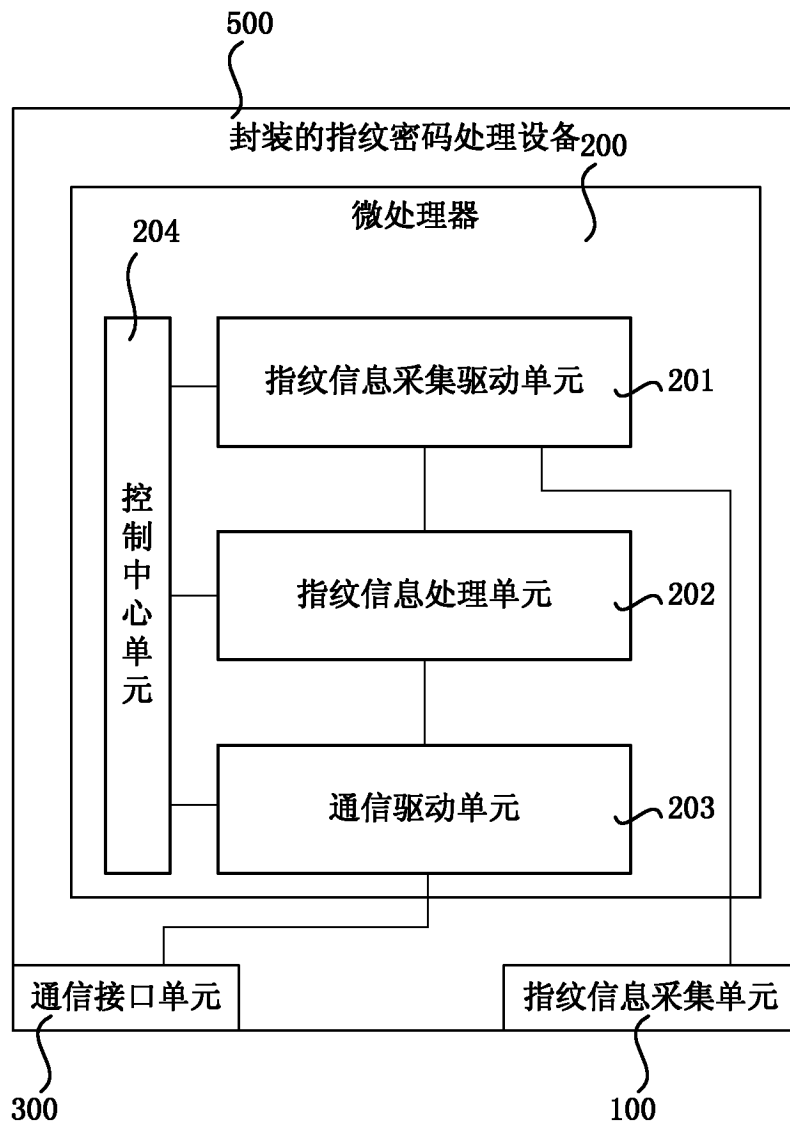 500
封装的指纹密码处理设备
200
微处理器
204
指纹信息采集驱动单元
201
控制中心单元
指纹信息处理单元
202
通信驱动单元
203
通信接口单元
指纹信息采集单元
300
100